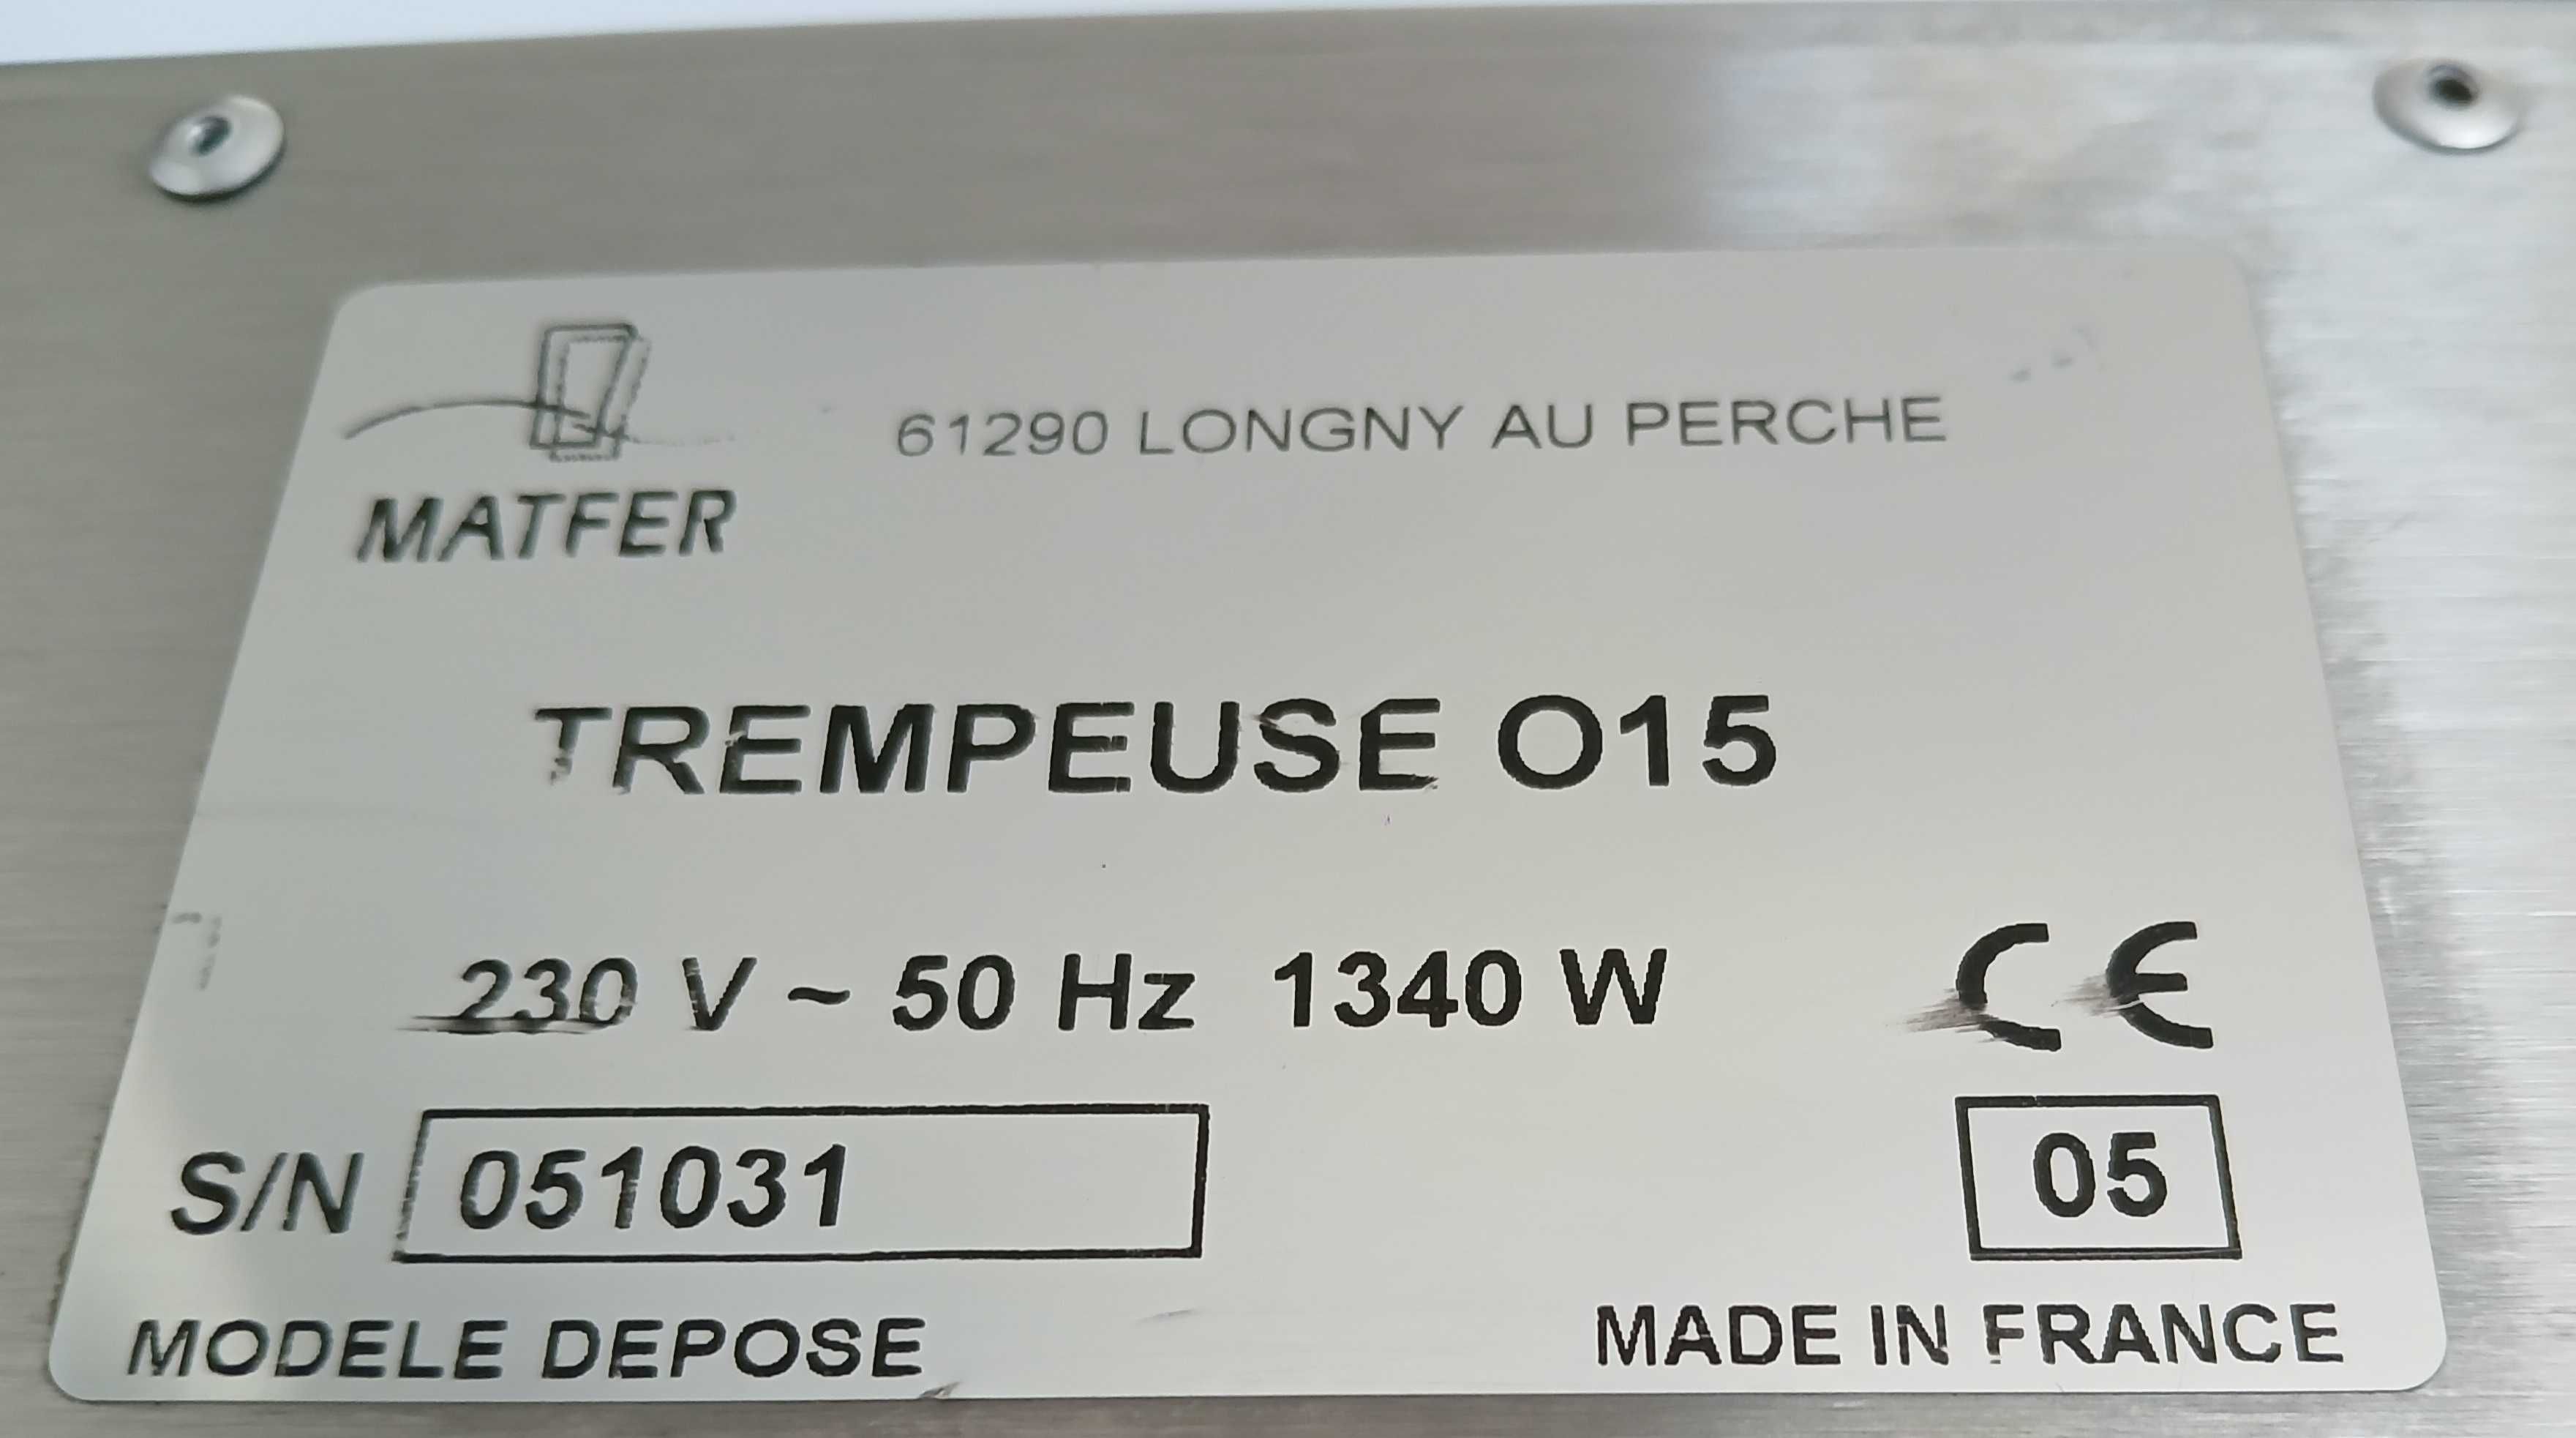 61290 LONGNY AU PERCHE
MATFER
TREMPEUSE O15
230 V ~ 50 Hz 1340 W CE
S/N 051031 05
MODELE DEPOSE MADE IN FRANCE